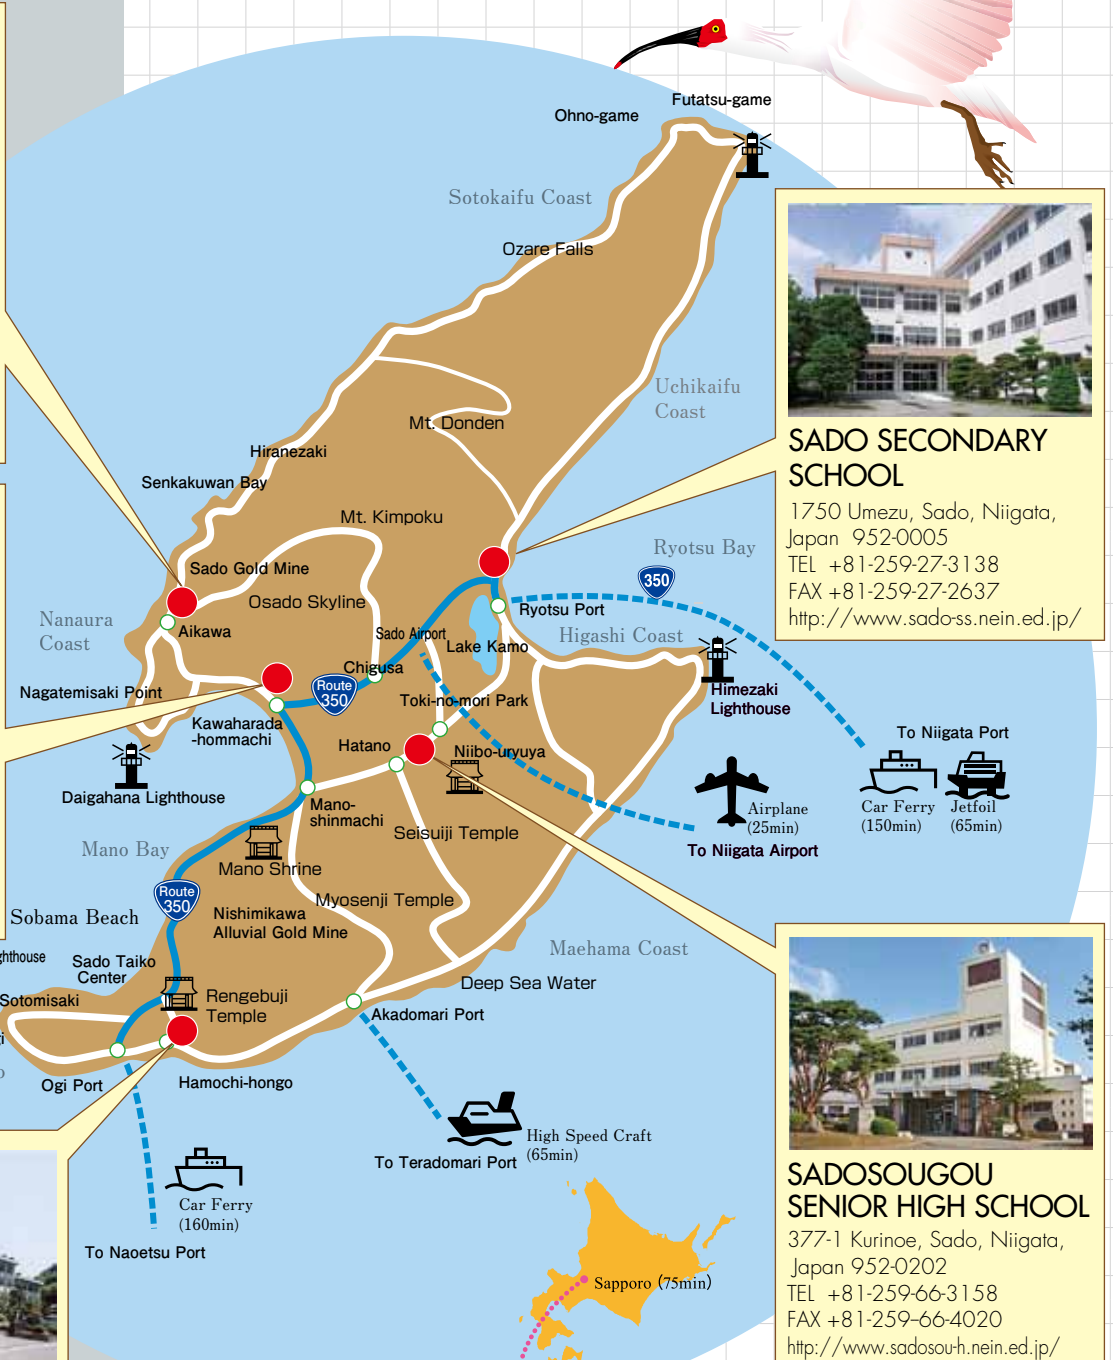 Futatsu-game
Ohno-game
Sotokaifu Coast
Ozare Falls
Uchikaifu
Coast
Mt. Donden
Hiranezaki
Senkakuwan Bay
Mt. Kimpoku
Ryotsu Bay
350
Sado Gold Mine
Osado Skyline
Nanaura
Coast
Aikawa
Ryotsu Port
Sado Airport
Lake Kamo
Higashi Coast
Chigusa
Route
350
Nagatemisaki Point
Toki-no-mori Park
Himezaki
Lighthouse
Kawaharada
-hommachi
Hatano
Niibo-uryuya
To Niigata Port
Car Ferry
(150min)
Jetfoil
(65min)
Daigahana Lighthouse
Mano-
shinmachi
Airplane
(25min)
To Niigata Airport
Seisuiji Temple
Mano Bay
Mano Shrine
Route
350
Myosenji Temple
Sobama Beach
Nishimikawa
Alluvial Gold Mine
Maehama Coast
ghthouse
Sado Taiko
Center
Deep Sea Water
Sotomisaki
Rengebuji
Temple
Akadomari Port
gi
o
Ogi Port
Hamochi-hongo
High Speed Craft
(65min)
To Teradomari Port
Car Ferry
(160min)
To Naoetsu Port
Sapporo (75min)
SADO SECONDARY
SCHOOL
1750 Umezu, Sado, Niigata,
Japan 952-0005
TEL +81-259-27-3138
FAX +81-259-27-2637
http://www.sado-ss.nein.ed.jp/
SADOSOUGOU
SENIOR HIGH SCHOOL
377-1 Kurinoe, Sado, Niigata,
Japan 952-0202
TEL +81-259-66-3158
FAX +81-259-66-4020
http://www.sadosou-h.nein.ed.jp/